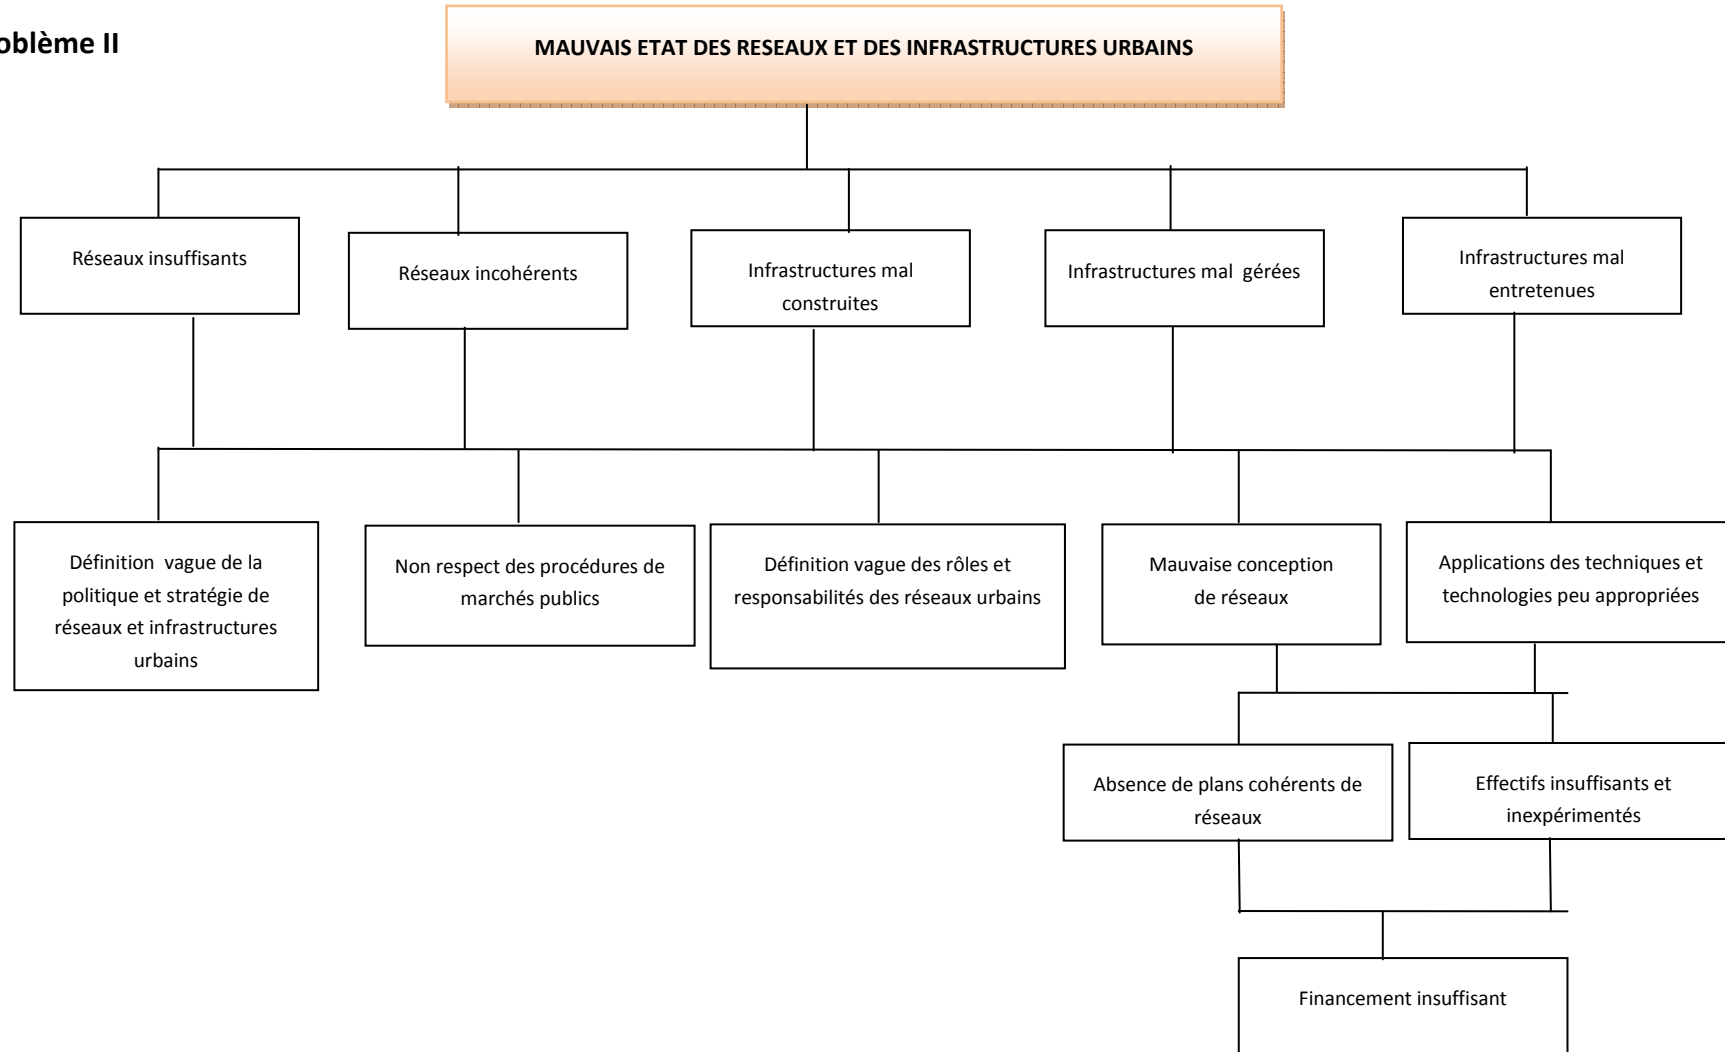 oblème II
MAUVAIS ETAT DES RESEAUX ET DES INFRASTRUCTURES URBAINS
Réseaux insuffisants
Réseaux incohérents
Infrastructures mal
construites
Infrastructures mal gérées
Infrastructures mal
entretenues
Définition vague de la
politique et stratégie de
réseaux et infrastructures
urbains
Non respect des procédures de
marchés publics
Définition vague des rôles et
responsabilités des réseaux urbains
Mauvaise conception
de réseaux
Applications des techniques et
technologies peu appropriées
Absence de plans cohérents de
réseaux
Effectifs insuffisants et
inexpérimentés
Financement insuffisant